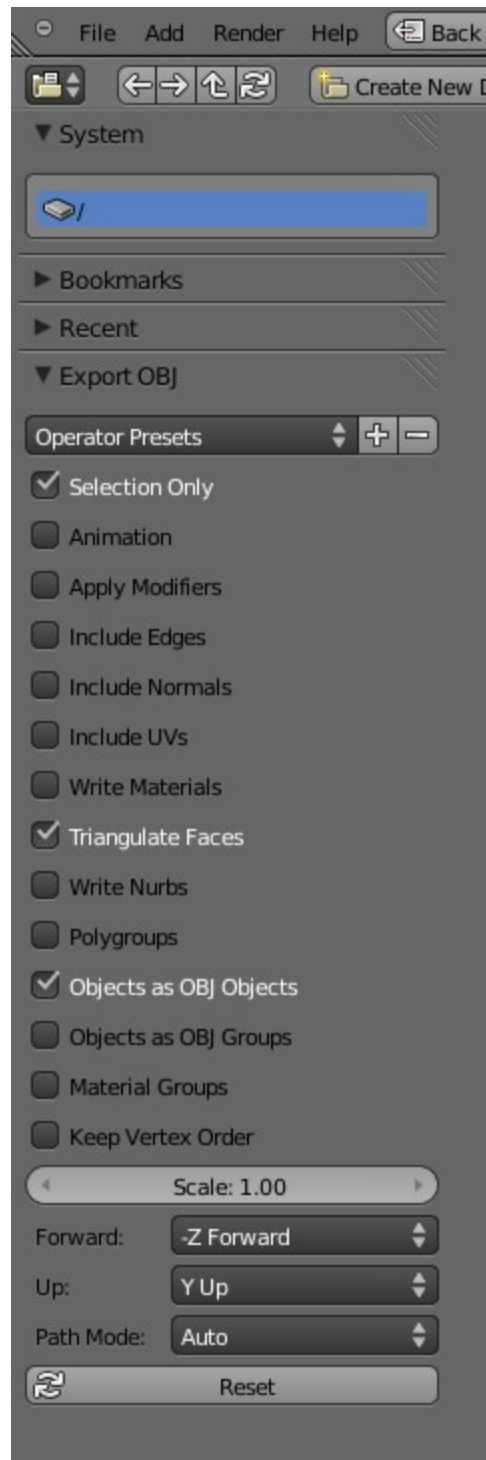 File Add Render Help Back
Create New
System
/
Bookmarks
Recent
Export OBJ
Operator Presets
Selection Only
Animation
Apply Modifiers
Include Edges
Include Normals
Include UVs
Write Materials
Triangulate Faces
Write Nurbs
Polygroups
Objects as OBJ Objects
Objects as OBJ Groups
Material Groups
Keep Vertex Order
Scale: 1.00
Forward: -Z Forward
Up: Y Up
Path Mode: Auto
Reset